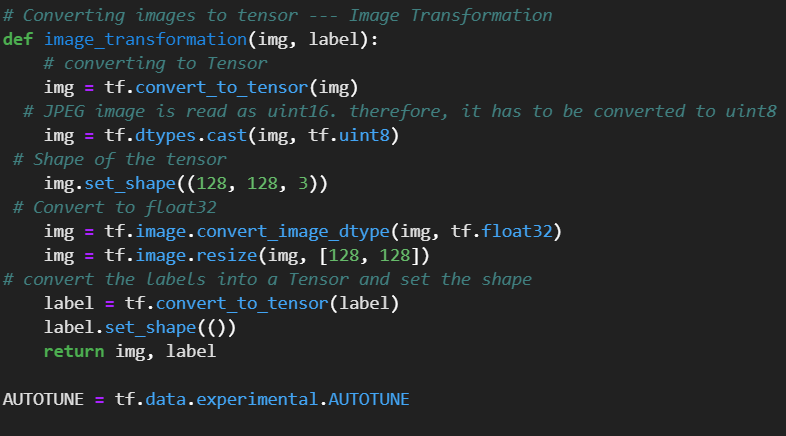 # Converting images to tensor --- Image Transformation
def image_transformation(img, label):
    # converting to Tensor
    img = tf.convert_to_tensor(img)
  # JPEG image is read as uint16. therefore, it has to be converted to uint8
    img = tf.dtypes.cast(img, tf.uint8)
 # Shape of the tensor
    img.set_shape((128, 128, 3))
 # Convert to float32
    img = tf.image.convert_image_dtype(img, tf.float32)
    img = tf.image.resize(img, [128, 128])
# convert the labels into a Tensor and set the shape
    label = tf.convert_to_tensor(label)
    label.set_shape(())
    return img, label

AUTOTUNE = tf.data.experimental.AUTOTUNE